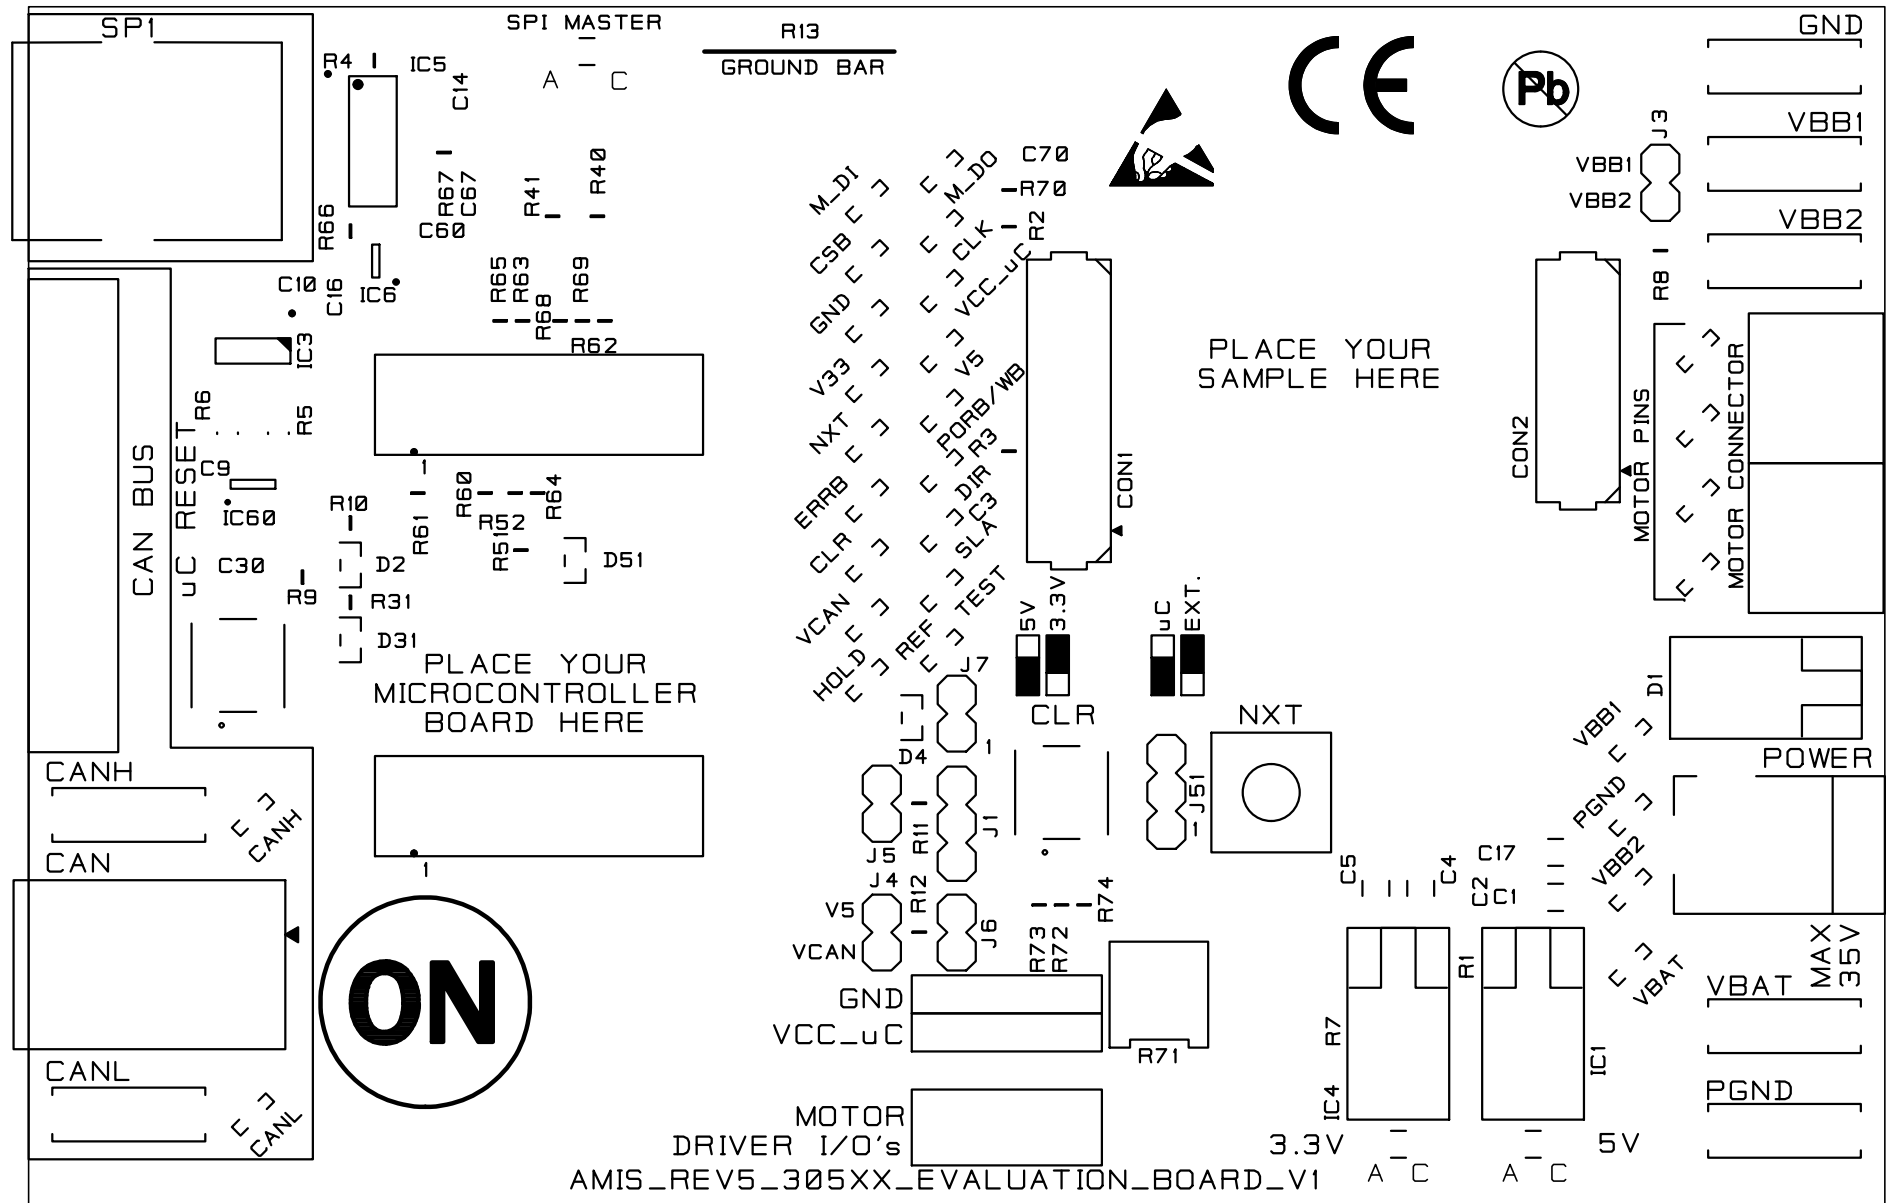 SP1
SPI MASTER
A C
R13
GROUND BAR
GND
R4
IC5
C14
Pb
VBB1
J3
VBB1
VBB2
VBB2
R67
C67
R41
R40
R66
C60
C70
R70
R2
M_DI
M_DO
CSB
CLK
GND
VCC_uC
V33
V5
NXT
PORB/WB
R3
ERRB
DIR
C3
CLR
SLA
VCAN
TEST
HOLD
REF
C10
C16
IC6
R65
R63
R68
R69
R62
R8
IC3
PLACE YOUR
SAMPLE HERE
R6
R5
CAN BUS
uC RESET
C9
IC60
1
R10
R61
R60
R52
R51
R64
C30
D2
D51
R9
R31
D31
CON1
CON2
MOTOR PINS
MOTOR CONNECTOR
5V
3.3V
uC
EXT.
PLACE YOUR
MICROCONTROLLER
BOARD HERE
J7
1
CLR
NXT
D1
D4
VBB1
POWER
CANH
CANH
J5
R11
J1
J51
PGND
CAN
1
J4
R12
R74
C5
C4
C17
C2
C1
VBB2
V5
VCAN
J6
R73
R72
R1
VBAT
MAX
35V
ON
GND
VCC_uC
R71
R7
IC4
IC1
VBAT
CANL
CANL
PGND
MOTOR
DRIVER I/O's
3.3V
A C
A C
5V
AMIS_REV5_305XX_EVALUATION_BOARD_V1